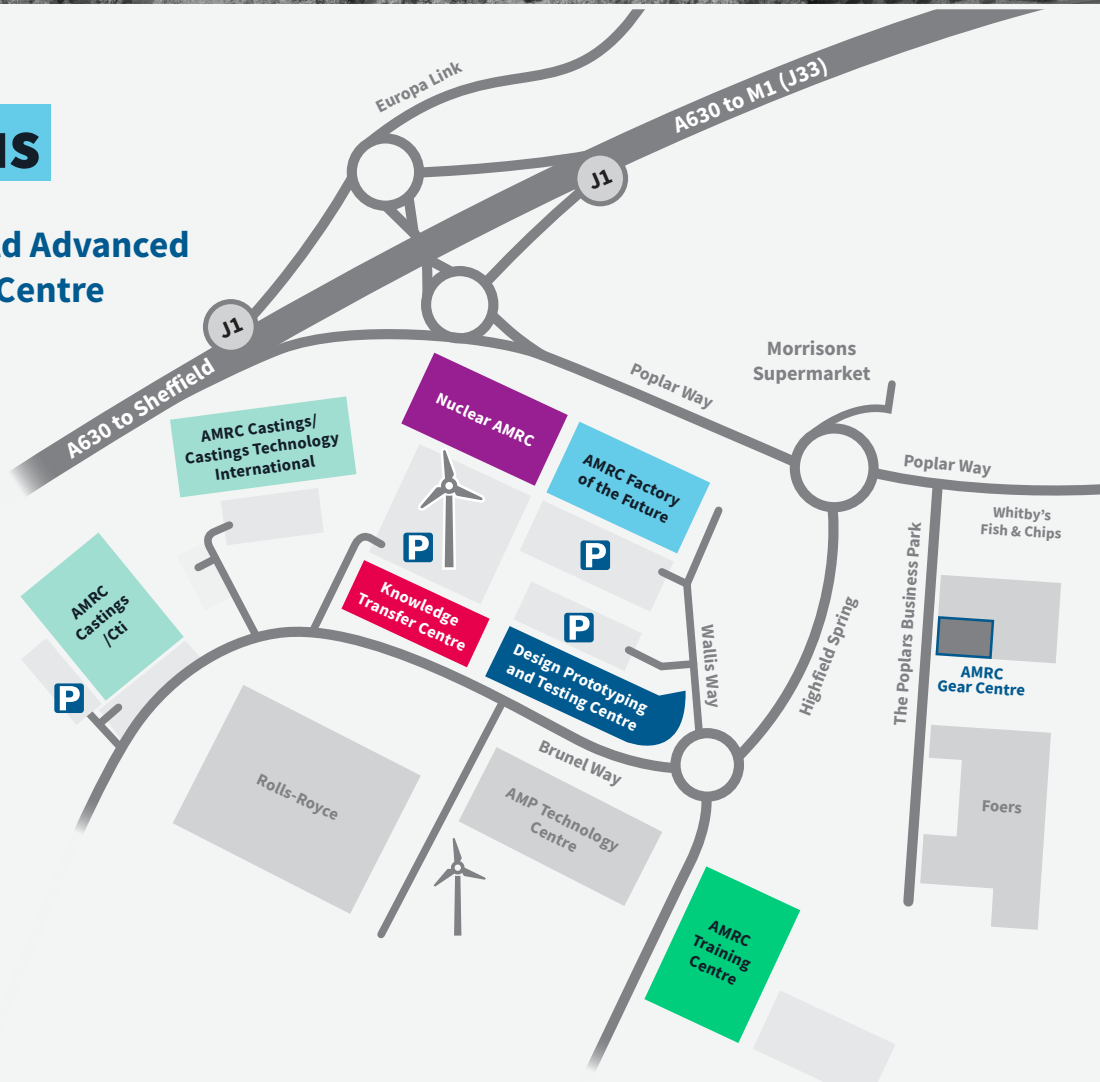 Europa Link
A630 to M1 (J33)
J1
d Advanced
Centre
J1
A630 to Sheffield
Morrisons
Supermarket
Poplar Way
Poplar Way
Nuclear AMRC
AMRC Castings/
Castings Technology
International
AMRC Factory
of the Future
Whitby's
Fish & Chips
P
P
AMRC
Castings
/Cti
Knowledge
Transfer Centre
P
Design Prototyping
and Testing Centre
Wallis Way
Highfield Spring
The Poplars Business Park
AMRC
Gear Centre
P
Brunel Way
Rolls-Royce
AMP Technology
Centre
Foers
AMRC
Training
Centre